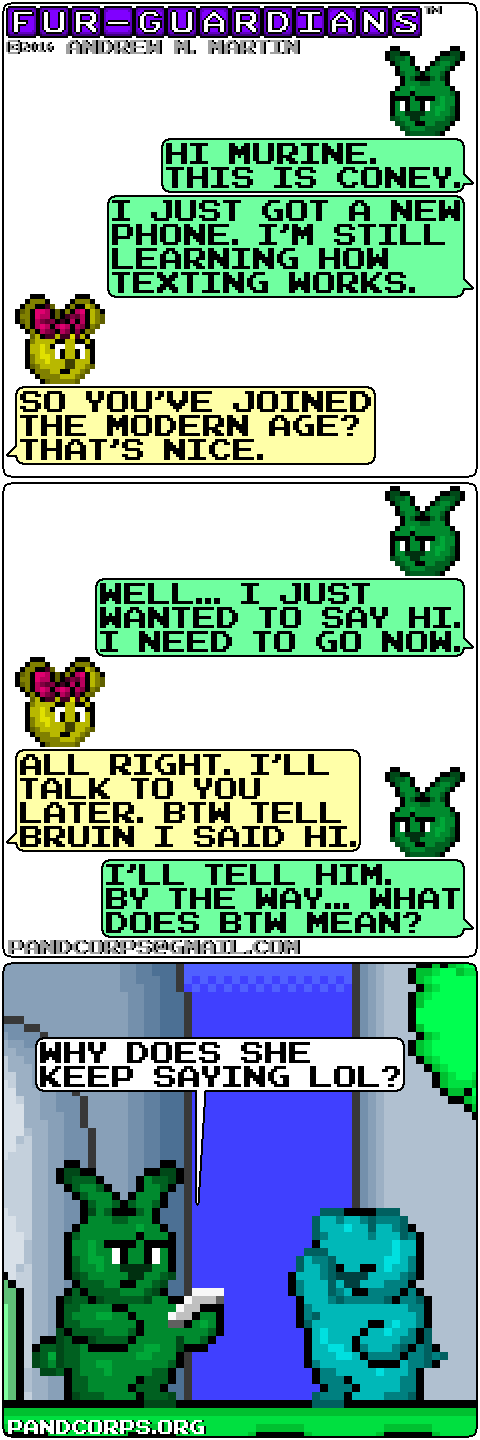 FUR-GUARDIANS™
©2016 ANDREW M. MARTIN
HI MURINE.
THIS IS CONEY.
I JUST GOT A NEW
PHONE. I'M STILL
LEARNING HOW
TEXTING WORKS.
SO YOU'VE JOINED
THE MODERN AGE?
THAT'S NICE.
WELL... I JUST
WANTED TO SAY HI.
I NEED TO GO NOW.
ALL RIGHT. I'LL
TALK TO YOU
LATER. BTW TELL
BRUIN I SAID HI.
I'LL TELL HIM.
BY THE WAY... WHAT
DOES BTW MEAN?
PANDCORPS@GMAIL.COM
WHY DOES SHE
KEEP SAYING LOL?
PANDCORPS.ORG